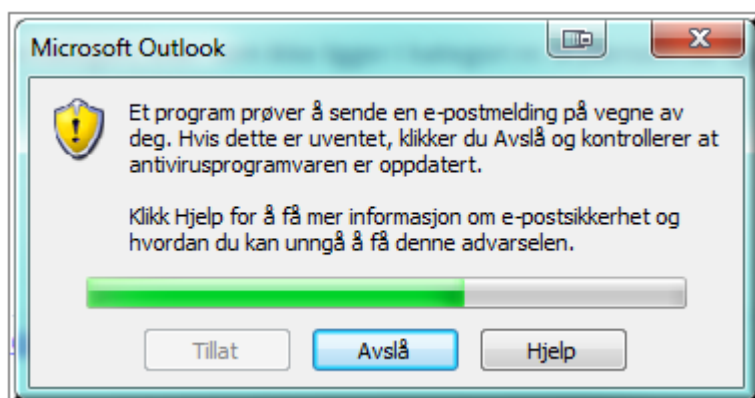 Microsoft Outlook
Et program prøver å sende en e-postmelding på vegne av
deg. Hvis dette er uventet, klikker du Avslå og kontrollerer at
antivirusprogramvaren er oppdatert.
Klikk Hjelp for å få mer informasjon om e-postsikkerhet og
hvordan du kan unngå å få denne advarselen.
Tillat
Avslå
Hjelp